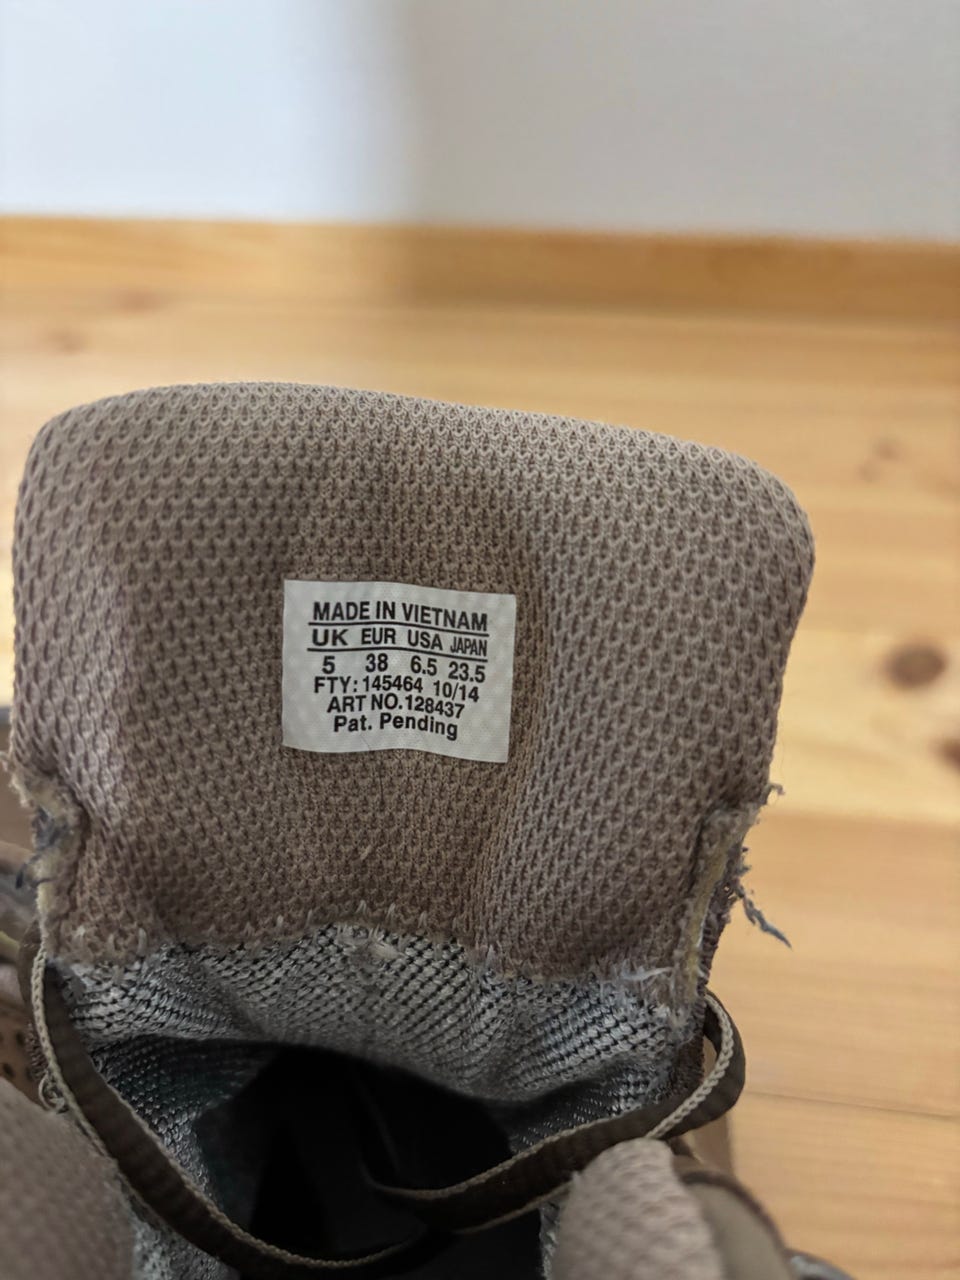 MADE IN VIETNAM
UK EUR USA JAPAN
5 38 6.5 23.5
FTY: 145464 10/14
ART NO.128437
Pat. Pending